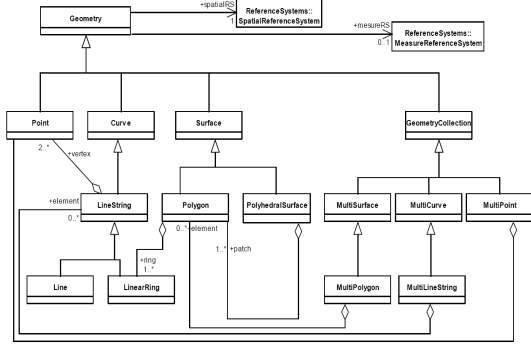 +spatialRS
ReferenceSystems::
Geometry
1
SpatialReferenceSystem
+mesureRS
ReferenceSystems::
0..1
MeasureReferenceSystem
Point
Curve
Surface
GeometryCollection
2..*
+vertex
+element
LineString
Polygon
PolyhedralSurface
MultiSurface
MultiCurve
MultiPoint
0..*
0..*
+element
1..*
+patch
+ring
1..*
Line
LinearRing
MultiPolygon
MultiLineString